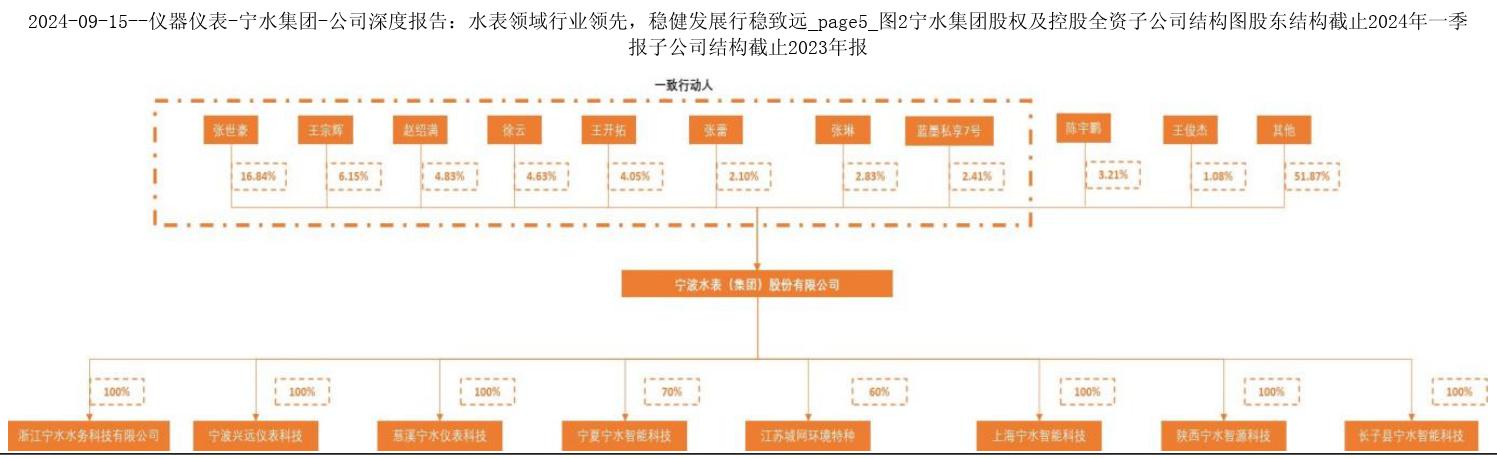 2024-09-15--仪器仪表-宁水集团-公司深度报告：水表领域行业领先，稳健发展行稳致远_page5_图2宁水集团股权及控股全资子公司结构图股东结构截止2024年一季
报子公司结构截止2023年报
一致行动人
张世豪 王宗辉 赵绍满 徐云 王开拓 张蕾 张琳 蓝墨私享7号 陈宇鹏 王俊杰 其他
16.84% 6.15% 4.83% 4.63% 4.05% 2.10% 2.83% 2.41% 3.21% 1.08% 51.87%
宁波水表（集团）股份有限公司
100% 100% 100% 70% 60% 100% 100% 100%
浙江宁水水务科技有限公司 宁波兴远仪表科技 慈溪宁水仪表科技 宁夏宁水智能科技 江苏城网环境特种 上海宁水智能科技 陕西宁水智源科技 长子县宁水智能科技